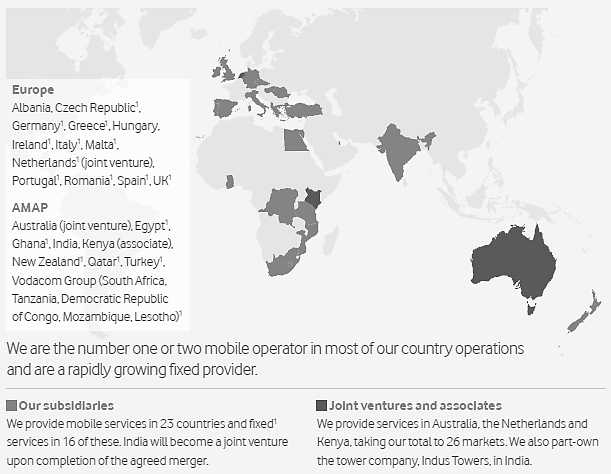 Europe
Albania, Czech Republic¹,
Germany¹, Greece¹, Hungary,
Ireland¹, Italy¹, Malta¹,
Netherlands¹ (joint venture),
Portugal¹, Romania¹, Spain¹, UK¹
AMAP
Australia (joint venture), Egypt¹,
Ghana¹, India, Kenya (associate),
New Zealand¹, Qatar¹, Turkey¹,
Vodacom Group (South Africa,
Tanzania, Democratic Republic
of Congo, Mozambique, Lesotho)¹
We are the number one or two mobile operator in most of our country operations
and are a rapidly growing fixed provider.
Our subsidiaries
We provide mobile services in 23 countries and fixed¹
services in 16 of these. India will become a joint venture
upon completion of the agreed merger.
Joint ventures and associates
We provide services in Australia, the Netherlands and
Kenya, taking our total to 26 markets. We also part-own
the tower company, Indus Towers, in India.